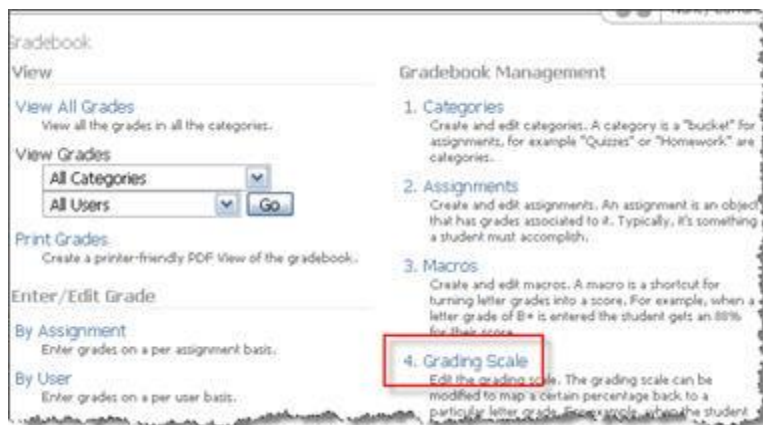 Gradebook
View
View All Grades
View all the grades in all the categories.
View Grades
All Categories
All Users
Go
Print Grades
Create a printer-friendly PDF View of the gradebook.
Enter/Edit Grade
By Assignment
Enter grades on a per assignment basis.
By User
Enter grades on a per user basis.
Gradebook Management
1. Categories
Create and edit categories. A category is a "bucket" for
assignments, for example "Quizzes" or "Homework" are
categories.
2. Assignments
Create and edit assignments. An assignment is an object
that has grades associated to it. Typically, it's something
a student must accomplish.
3. Macros
Create and edit macros. A macro is a shortcut for
turning letter grades into a score. For example, when a
letter grade of B+ is entered the student gets an 88%
for their score.
4. Grading Scale
Edit the grading scale. The grading scale can be
modified to map a certain percentage back to a
particular letter grade. For example, when the student